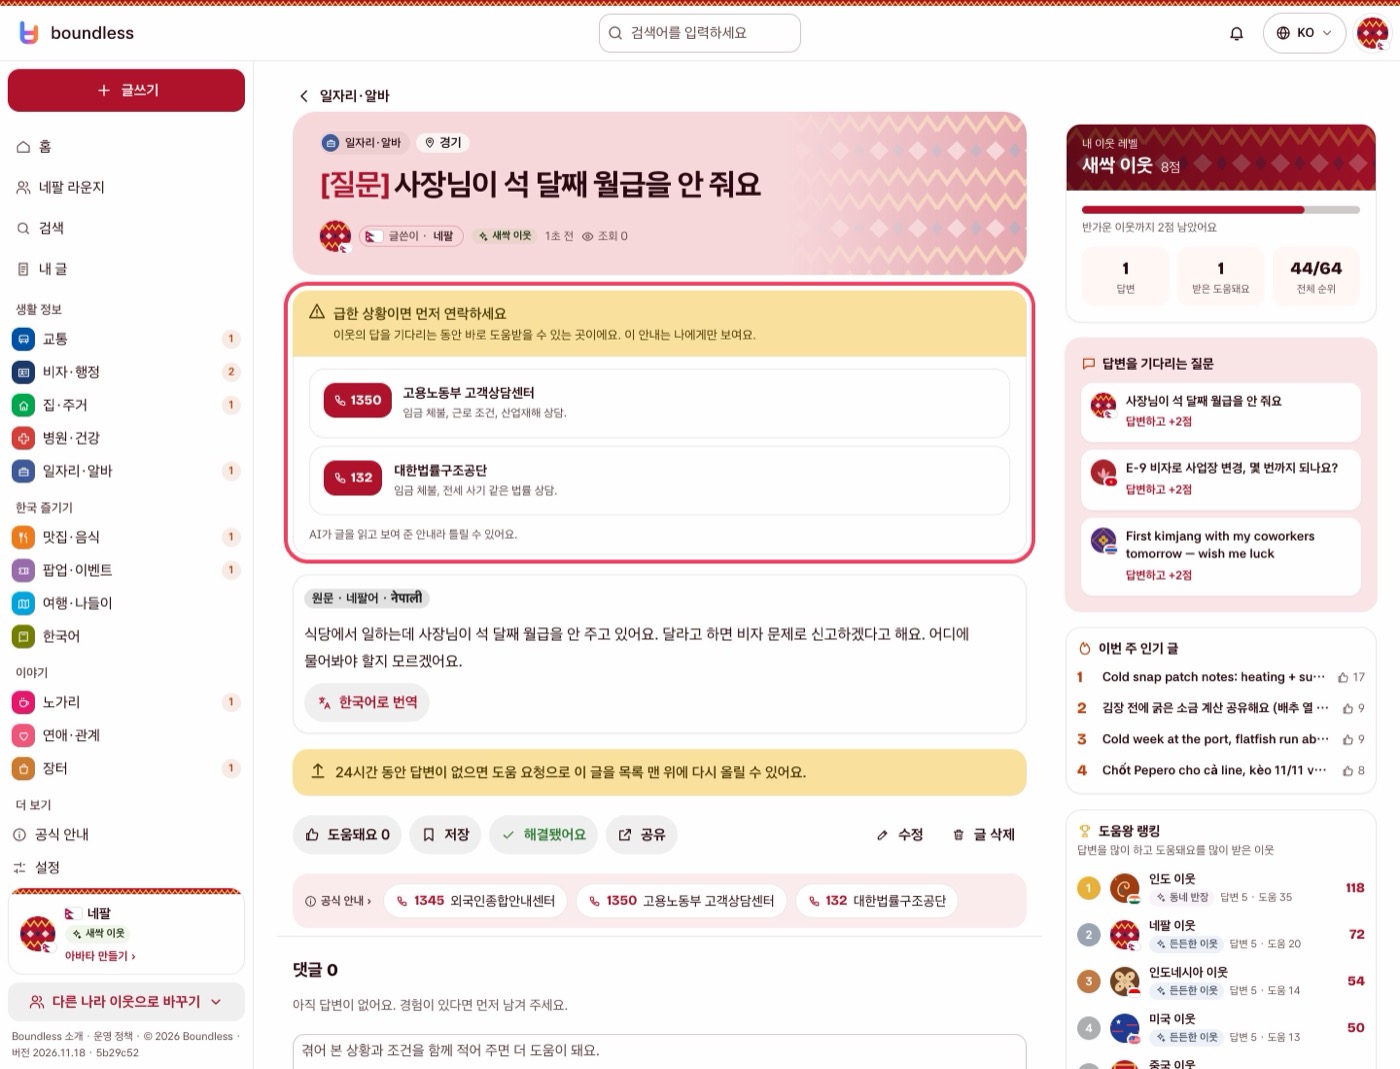 boundless
검색어를 입력하세요
KO
글쓰기
홈
네팔 라운지
검색
내 글
생활 정보
교통 1
비자·행정 2
집·주거 1
병원·건강
일자리·알바 1
한국 즐기기
맛집·음식 1
팝업·이벤트 1
여행·나들이
한국어
이야기
노가리 1
연애·관계
장터 1
더 보기
공식 안내
설정
네팔
새싹 이웃
아바타 만들기 ›
다른 나라 이웃으로 바꾸기
Boundless 소개 · 운영 정책 · © 2026 Boundless ·
버전 2026.11.18 · 5b29c52
일자리·알바
일자리·알바 경기
[질문] 사장님이 석 달째 월급을 안 줘요
글쓴이 · 네팔 새싹 이웃 1초 전 조회 0
급한 상황이면 먼저 연락하세요
이웃의 답을 기다리는 동안 바로 도움받을 수 있는 곳이에요. 이 안내는 나에게만 보여요.
1350 고용노동부 고객상담센터
임금 체불, 근로 조건, 산업재해 상담.
132 대한법률구조공단
임금 체불, 전세 사기 같은 법률 상담.
AI가 글을 읽고 보여 준 안내라 틀릴 수 있어요.
원문 · 네팔어 · नेपाली
식당에서 일하는데 사장님이 석 달째 월급을 안 주고 있어요. 달라고 하면 비자 문제로 신고하겠다고 해요. 어디에
물어봐야 할지 모르겠어요.
한국어로 번역
24시간 동안 답변이 없으면 도움 요청으로 이 글을 목록 맨 위에 다시 올릴 수 있어요.
도움돼요 0 저장 해결됐어요 공유 수정 글 삭제
공식 안내 › 1345 외국인종합안내센터 1350 고용노동부 고객상담센터 132 대한법률구조공단
댓글 0
아직 답변이 없어요. 경험이 있다면 먼저 남겨 주세요.
겪어 본 상황과 조건을 함께 적어 주면 더 도움이 돼요.
내 이웃 레벨
새싹 이웃 8점
반가운 이웃까지 2점 남았어요
1 1 44/64
답변 받은 도움돼요 전체 순위
답변을 기다리는 질문
사장님이 석 달째 월급을 안 줘요
답변하고 +2점
E-9 비자로 사업장 변경, 몇 번까지 되나요?
답변하고 +2점
First kimjang with my coworkers
tomorrow — wish me luck
답변하고 +2점
이번 주 인기 글
1 Cold snap patch notes: heating + su··· 17
2 김장 전에 굵은 소금 계산 공유해요 (배추 열 ··· 9
3 Cold week at the port, flatfish run ab··· 9
4 Chốt Pepero cho cả line, kèo 11/11 v··· 8
도움왕 랭킹
답변을 많이 하고 도움돼요를 많이 받은 이웃
1 인도 이웃 118
동네 반장 답변 5 · 도움 35
2 네팔 이웃 72
든든한 이웃 답변 5 · 도움 20
3 인도네시아 이웃 54
든든한 이웃 답변 5 · 도움 14
4 미국 이웃 50
든든한 이웃 답변 5 · 도움 13
중국 이웃